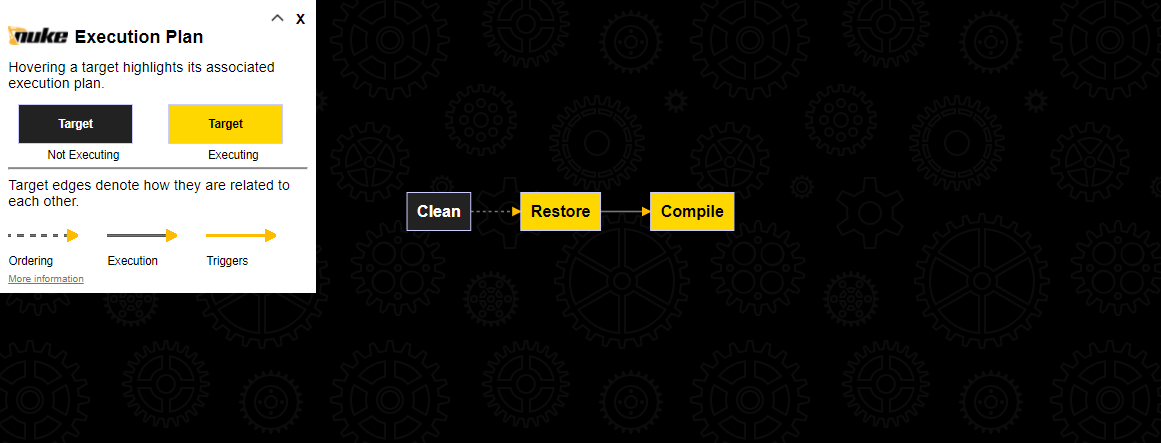 X
nuke Execution Plan
Hovering a target highlights its associated
execution plan.
Target Target
Not Executing Executing
Target edges denote how they are related to
each other.
Ordering Execution Triggers
More information
Clean Restore Compile